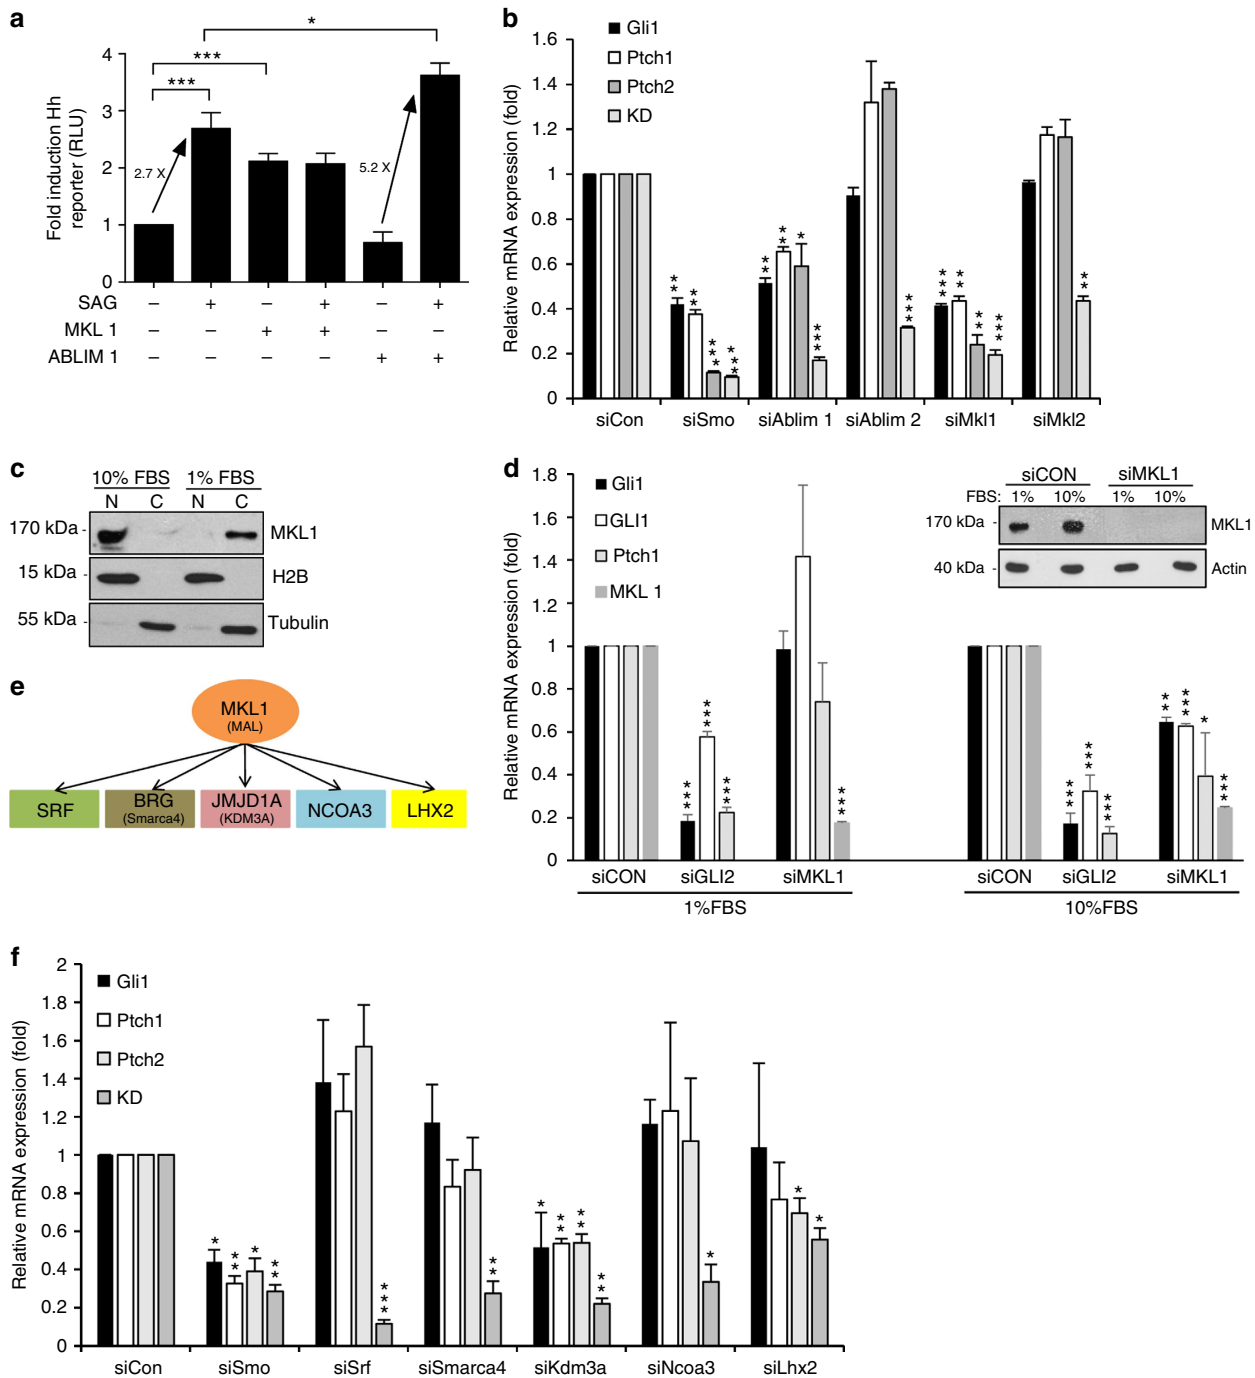 a
Fold induction Hh
reporter (RLU)
4
3
2
1
0
*
***
***
2.7 X
5.2 X
SAG – + – + – +
MKL 1 – – + + – –
ABLIM 1 – – – – + +
b
Relative mRNA expression (fold)
1.6
1.4
1.2
1
0.8
0.6
0.4
0.2
0
Gli1
Ptch1
Ptch2
KD
** ** *** ***
** ** * ***
***
*** ** ** ***
**
siCon siSmo siAblim 1 siAblim 2 siMkl1 siMkl2
c
10% FBS 1% FBS
N C N C
170 kDa - MKL1
15 kDa - H2B
55 kDa - Tubulin
d
Relative mRNA expression (fold)
1.8
1.6
1.4
1.2
1
0.8
0.6
0.4
0.2
0
Gli1
GLI1
Ptch1
MKL 1
siCON siMKL1
FBS: 1% 10% 1% 10%
170 kDa - MKL1
40 kDa - Actin
*** *** ***
***
*** *** ***
** *** * ***
siCON siGLI2 siMKL1 siCON siGLI2 siMKL1
1%FBS 10%FBS
e
MKL1
(MAL)
SRF
BRG
(Smarca4)
JMJD1A
(KDM3A)
NCOA3
LHX2
f
Relative mRNA expression (fold)
2
1.8
1.6
1.4
1.2
1
0.8
0.6
0.4
0.2
0
Gli1
Ptch1
Ptch2
KD
* ** * **
***
**
* ** ** **
*
* *
siCon siSmo siSrf siSmarca4 siKdm3a siNcoa3 siLhx2